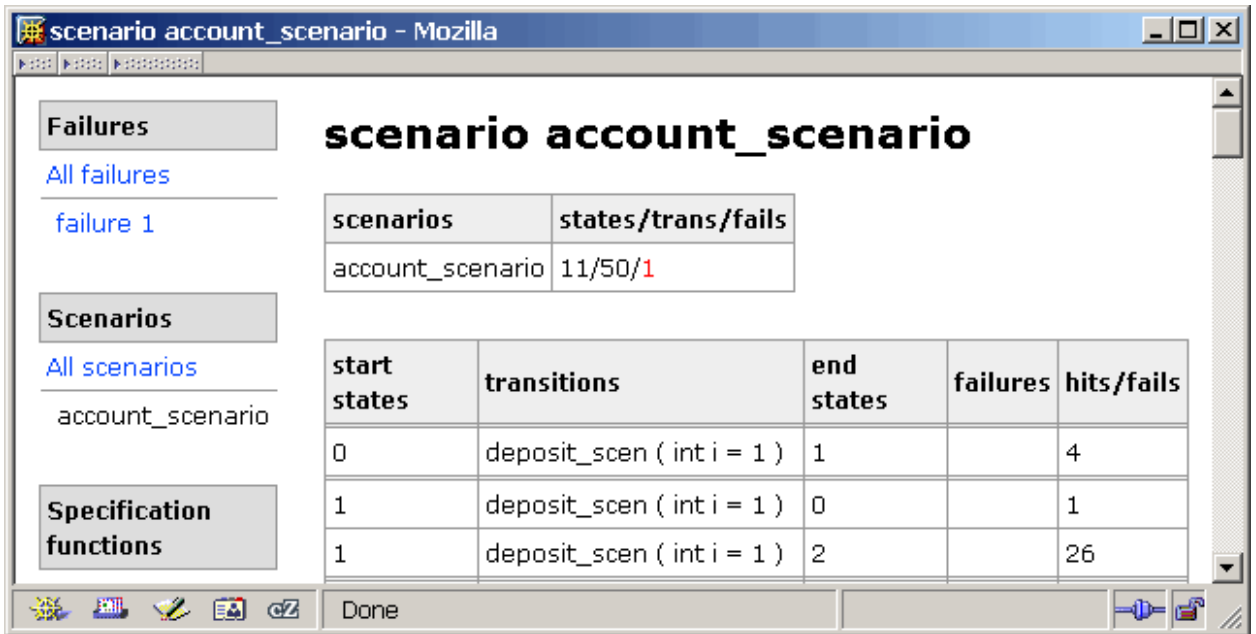 scenario account_scenario - Mozilla
Failures
All failures
failure 1
Scenarios
All scenarios
account_scenario
Specification
functions
scenario account_scenario
scenarios states/trans/fails
account_scenario 11/50/1
start states transitions end states failures hits/fails
0 deposit_scen ( int i = 1 ) 1 4
1 deposit_scen ( int i = 1 ) 0 1
1 deposit_scen ( int i = 1 ) 2 26
Done